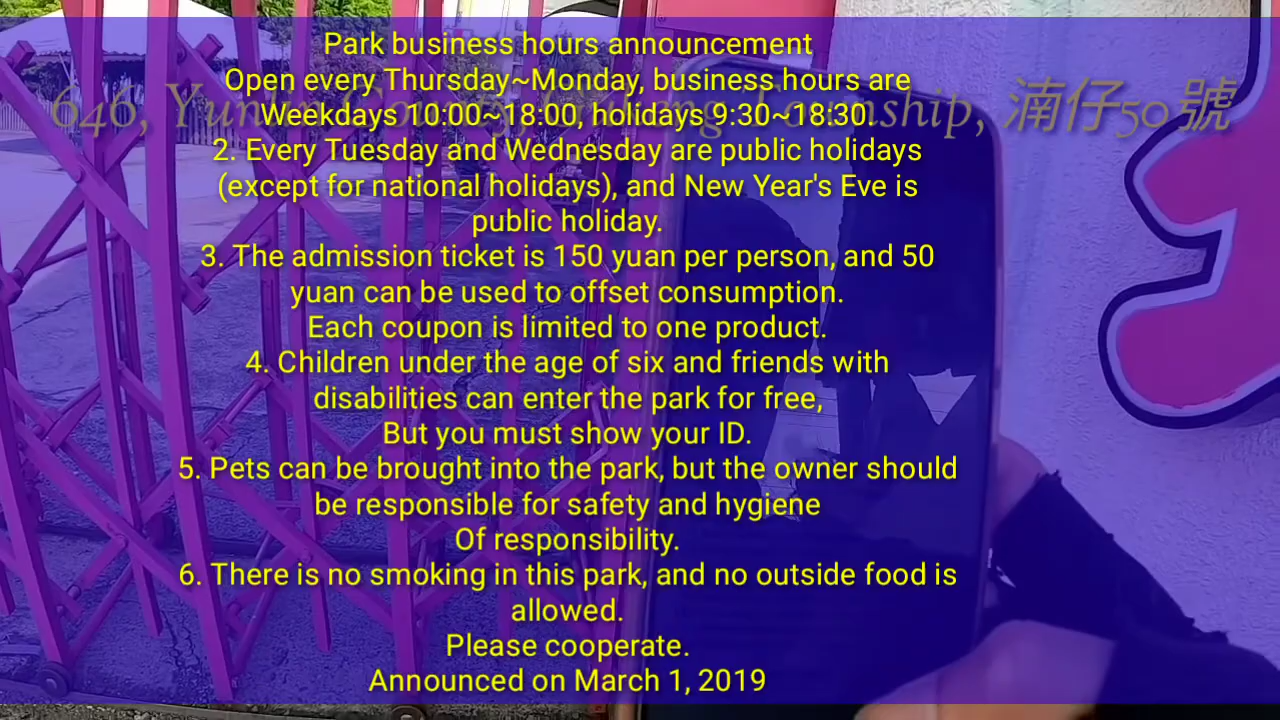 Park business hours announcement
Open every Thursday~Monday, business hours are
Weekdays 10:00~18:00, holidays 9:30~18:30.
646, Township, 湳仔50號
2. Every Tuesday and Wednesday are public holidays
(except for national holidays), and New Year's Eve is
public holiday.
3. The admission ticket is 150 yuan per person, and 50
yuan can be used to offset consumption.
Each coupon is limited to one product.
4. Children under the age of six and friends with
disabilities can enter the park for free,
But you must show your ID.
5. Pets can be brought into the park, but the owner should
be responsible for safety and hygiene
Of responsibility.
6. There is no smoking in this park, and no outside food is
allowed.
Please cooperate.
Announced on March 1, 2019